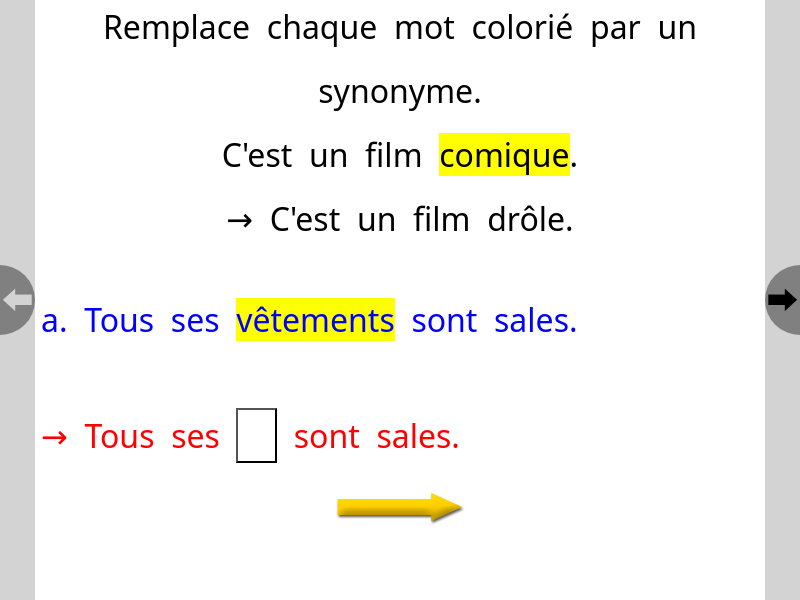 Remplace chaque mot colorié par un
synonyme.
C'est un film comique.
→ C'est un film drôle.
a. Tous ses vêtements sont sales.
→ Tous ses sont sales.